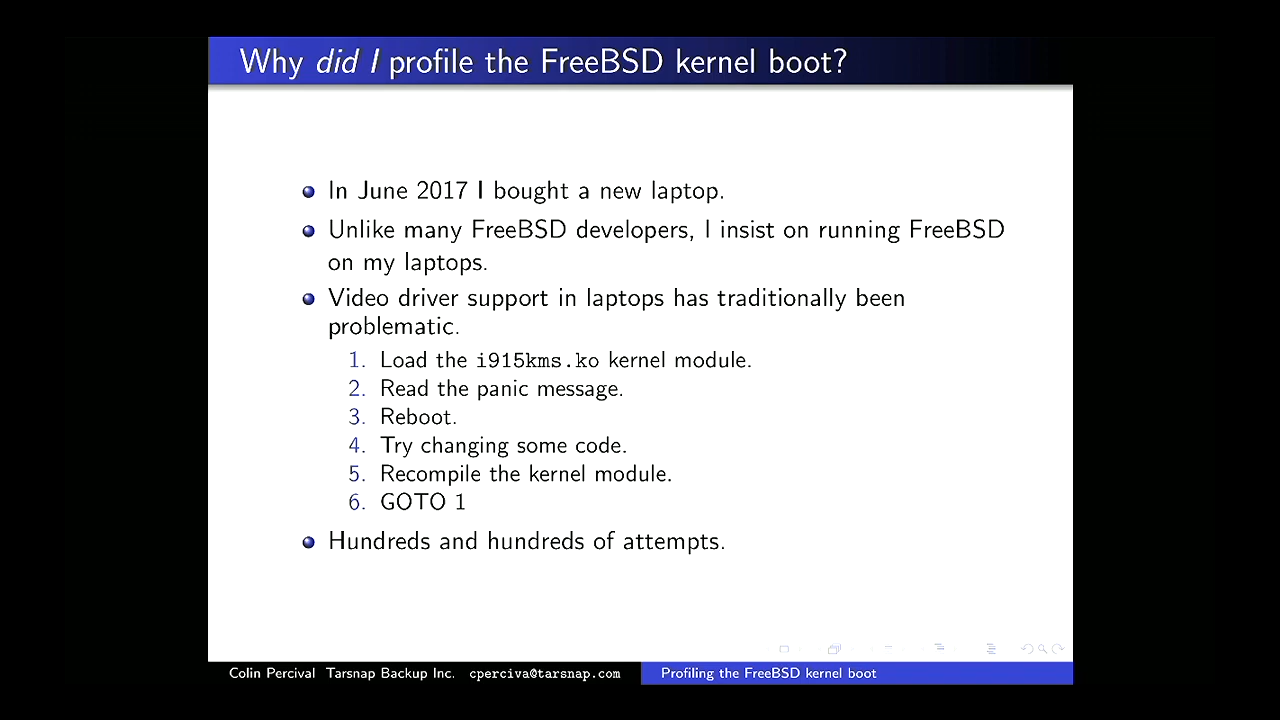 Why did I profile the FreeBSD kernel boot?
In June 2017 I bought a new laptop.
Unlike many FreeBSD developers, I insist on running FreeBSD
on my laptops.
Video driver support in laptops has traditionally been
problematic.
1. Load the i915kms.ko kernel module.
2. Read the panic message.
3. Reboot.
4. Try changing some code.
5. Recompile the kernel module.
6. GOTO 1
Hundreds and hundreds of attempts.
Colin Percival Tarsnap Backup Inc. cperciva@tarsnap.com
Profiling the FreeBSD kernel boot